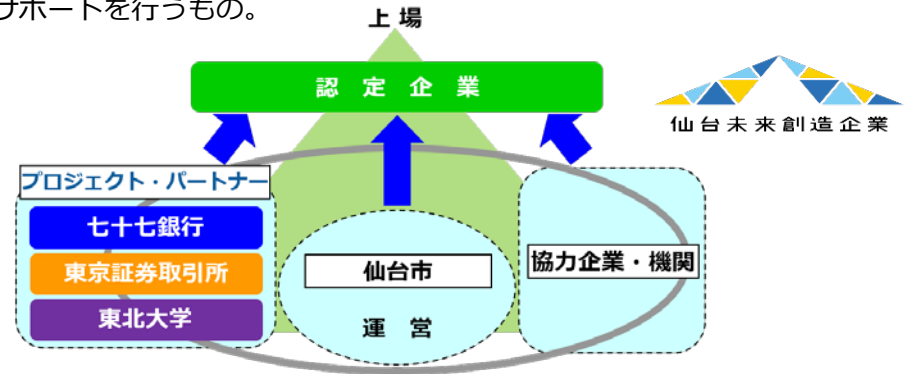 サポートを行うもの。
上場
認定企業
仙台未来創造企業
プロジェクト・パートナー
七十七銀行
東京証券取引所
東北大学
仙台市
運営
協力企業・機関